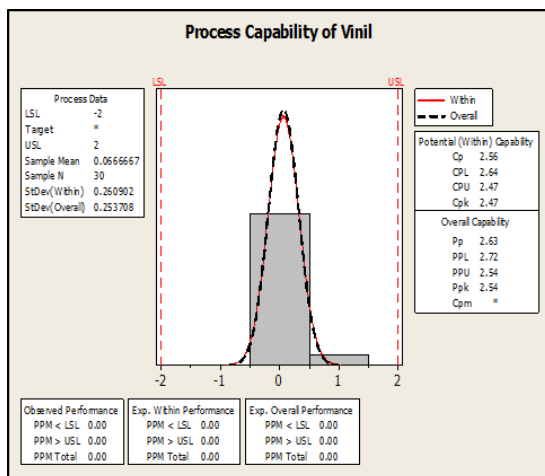 Process Capability of Vinil
LSL USL
Process Data
LSL -2
Target *
USL 2
Sample Mean 0.0666667
Sample N 30
StDev(Within) 0.260902
StDev(Overall) 0.253708
Within
Overall
Potential (Within) Capability
Cp 2.56
CPL 2.64
CPU 2.47
Cpk 2.47
Overall Capability
Pp 2.63
PPL 2.72
PPU 2.54
Ppk 2.54
Cpm *
-2 -1 0 1 2
Observed Performance
PPM < LSL 0.00
PPM > USL 0.00
PPM Total 0.00
Exp. Within Performance
PPM < LSL 0.00
PPM > USL 0.00
PPM Total 0.00
Exp. Overall Performance
PPM < LSL 0.00
PPM > USL 0.00
PPM Total 0.00